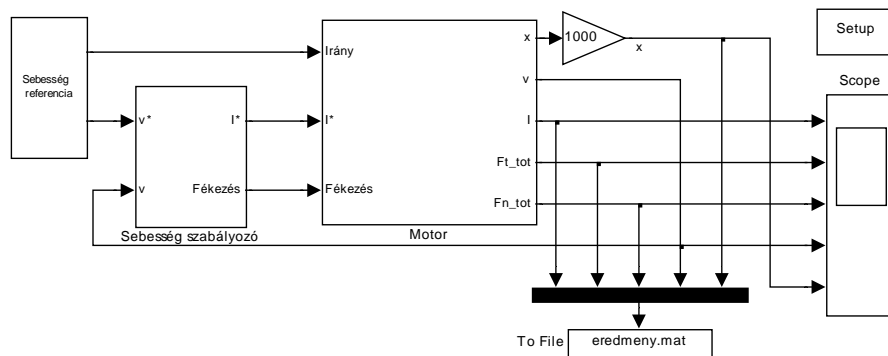 Sebesség
referencia
v*
v
I*
Fékezés
Sebesség szabályozó
Irány
I*
Fékezés
x
v
I
Ft_tot
Fn_tot
Motor
1000
x
Setup
Scope
To File
eredmeny.mat